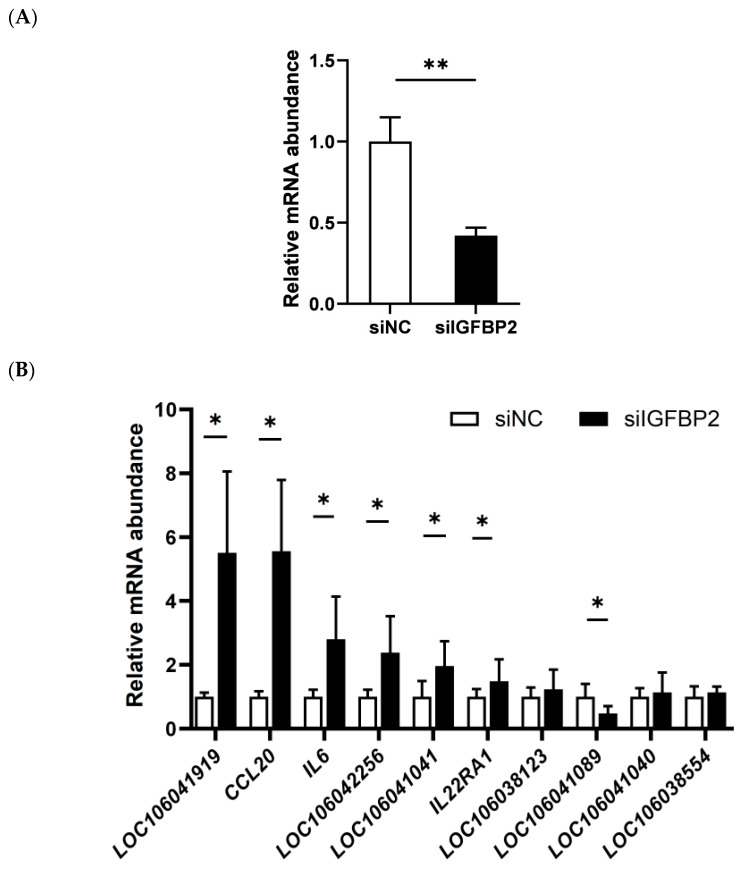 (A)
Relative mRNA abundance
1.5
1.0
0.5
0.0
**
siNC
siIGFBP2
(B)
Relative mRNA abundance
10
8
6
4
2
0
siNC
siIGFBP2
*
*
*
*
*
*
*
LOC106041919
CCL20
IL6
LOC106042256
LOC106041041
IL22RA1
LOC106038123
LOC106041089
LOC106041040
LOC106038554